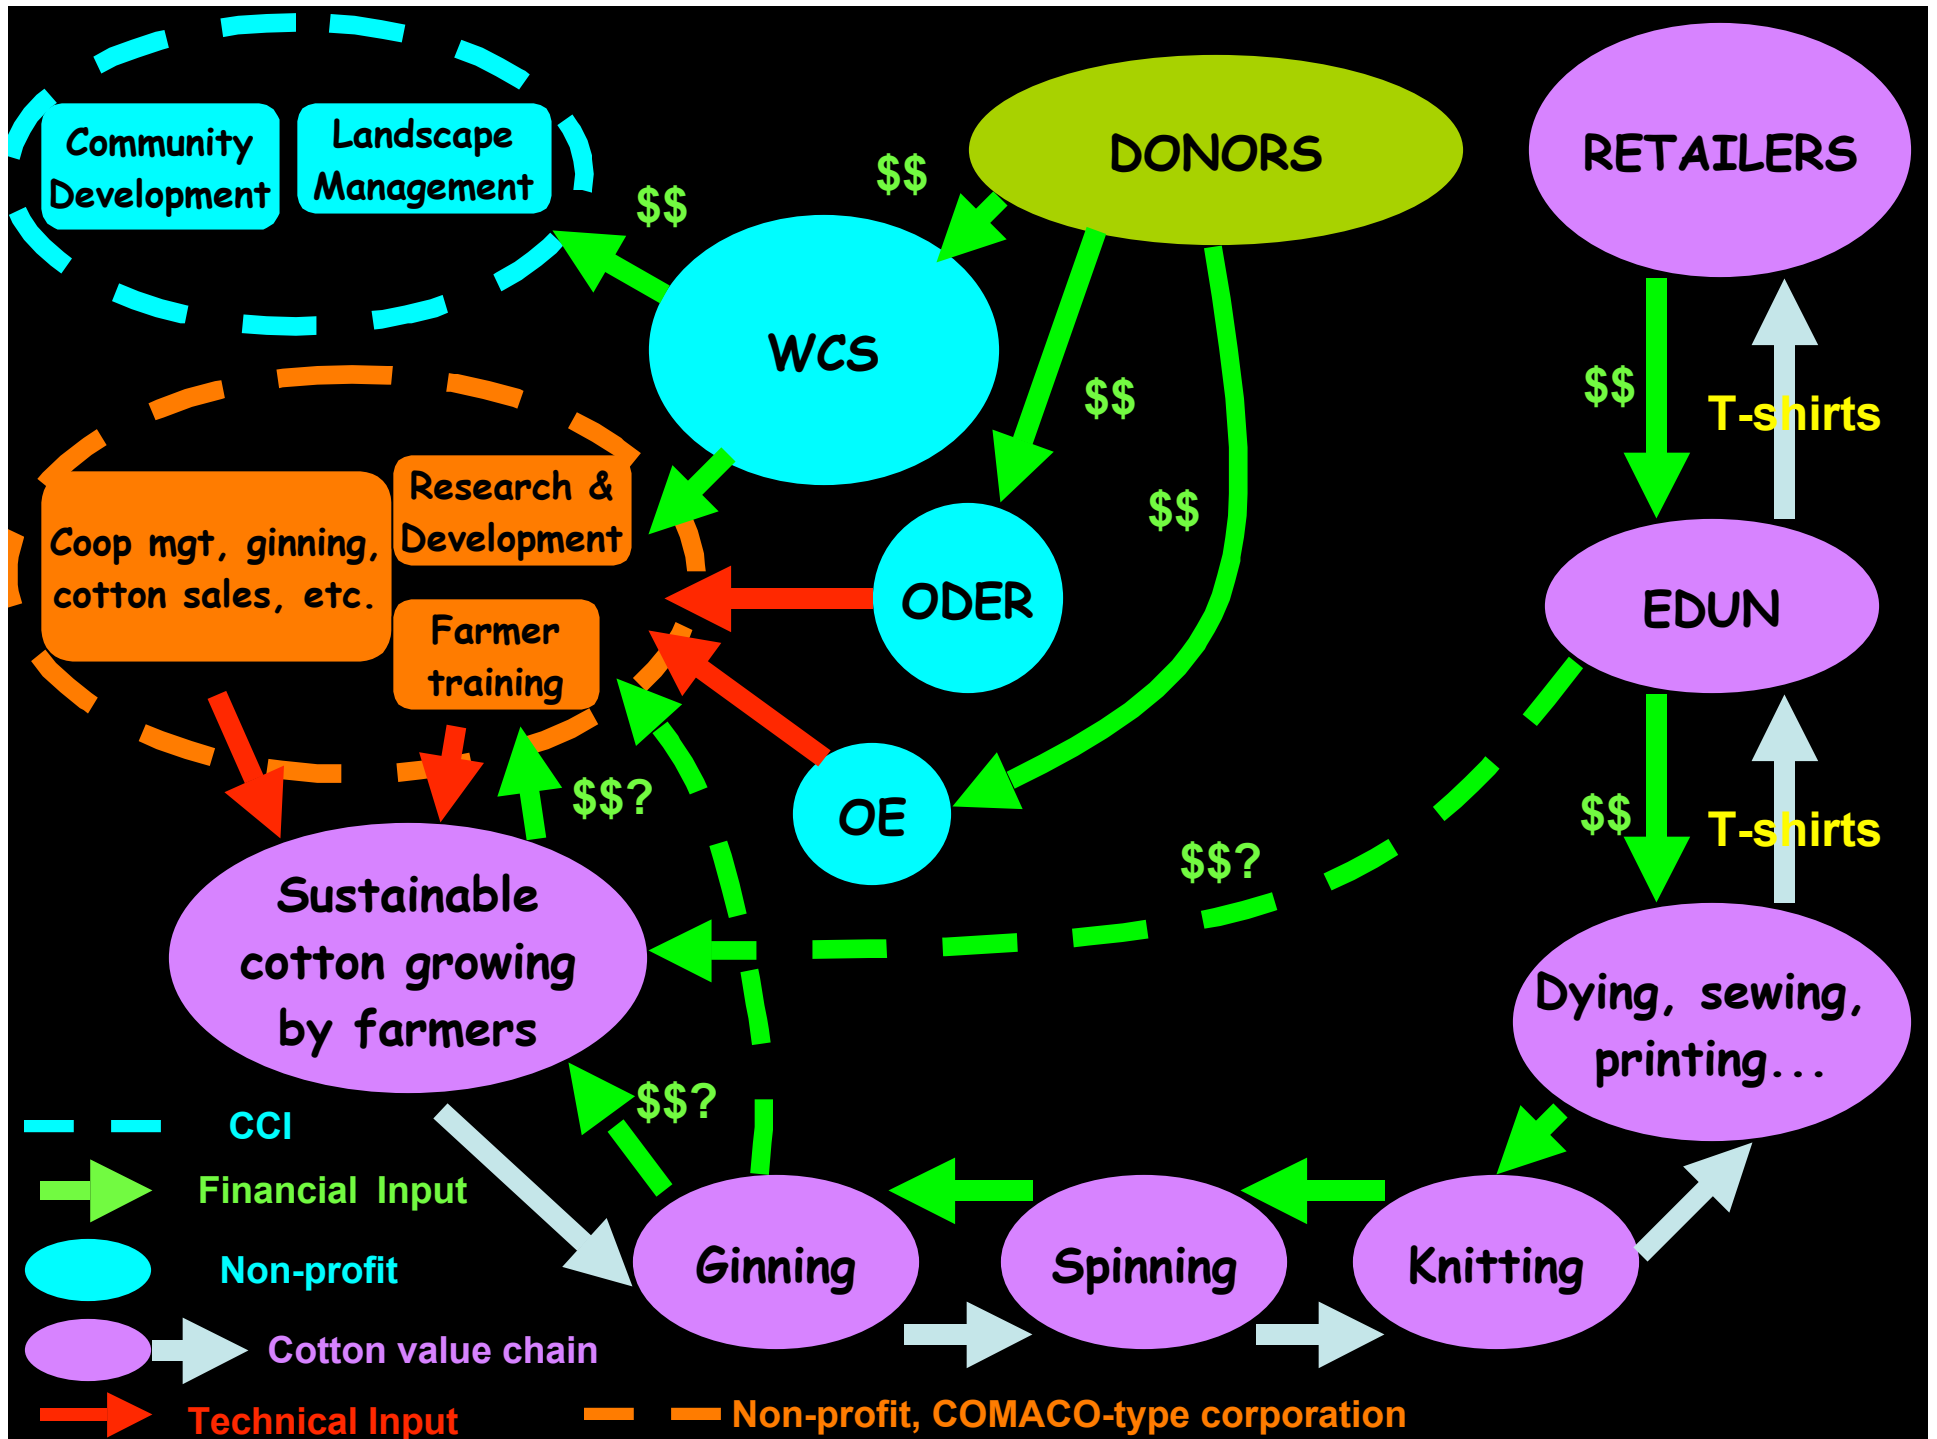 Community
Development
Landscape
Management
$$
$$
DONORS
RETAILERS
WCS
$$
$$
T-shirts
Research &
Development
Coop mgt, ginning,
cotton sales, etc.
$$
ODER
EDUN
Farmer
training
$$?
OE
$$
T-shirts
$$?
Sustainable
cotton growing
by farmers
Dying, sewing,
printing...
$$?
CCI
Financial Input
Ginning
Spinning
Knitting
Non-profit
Cotton value chain
Technical Input
Non-profit, COMACO-type corporation